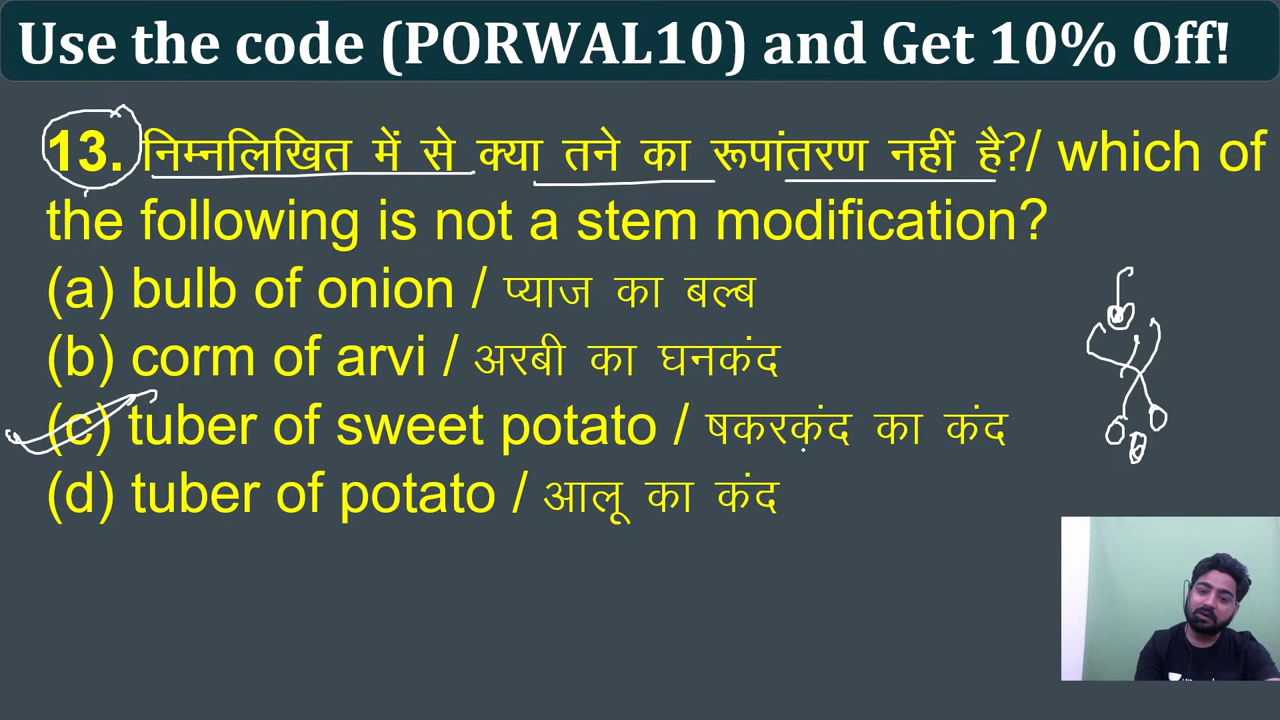 Use the code (PORWAL10) and Get 10% Off!
13. निम्नलिखित में से क्या तने का रूपांतरण नहीं है?/ which of
the following is not a stem modification?
(a) bulb of onion / प्याज का बल्ब
(b) corm of arvi / अरबी का घनकंद
(c) tuber of sweet potato / षकरकंद का कंद
(d) tuber of potato / आलू का कंद